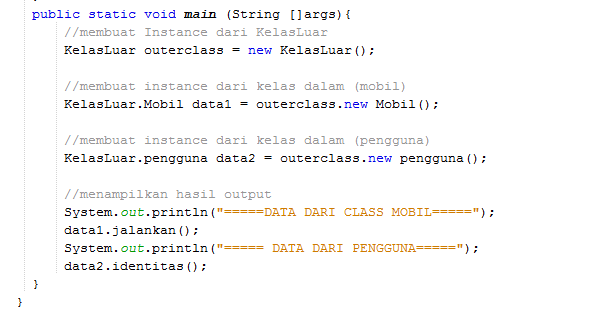 public static void main (String []args){
//membuat Instance dari KelasLuar
KelasLuar outerclass = new KelasLuar();
//membuat instance dari kelas dalam (mobil)
KelasLuar.Mobil data1 = outerclass.new Mobil();
//membuat instance dari kelas dalam (pengguna)
KelasLuar.pengguna data2 = outerclass.new pengguna();
//menampilkan hasil output
System.out.println("=====DATA DARI CLASS MOBIL=====");
data1.jalankan();
System.out.println("===== DATA DARI PENGGUNA=====");
data2.identitas();
}
}